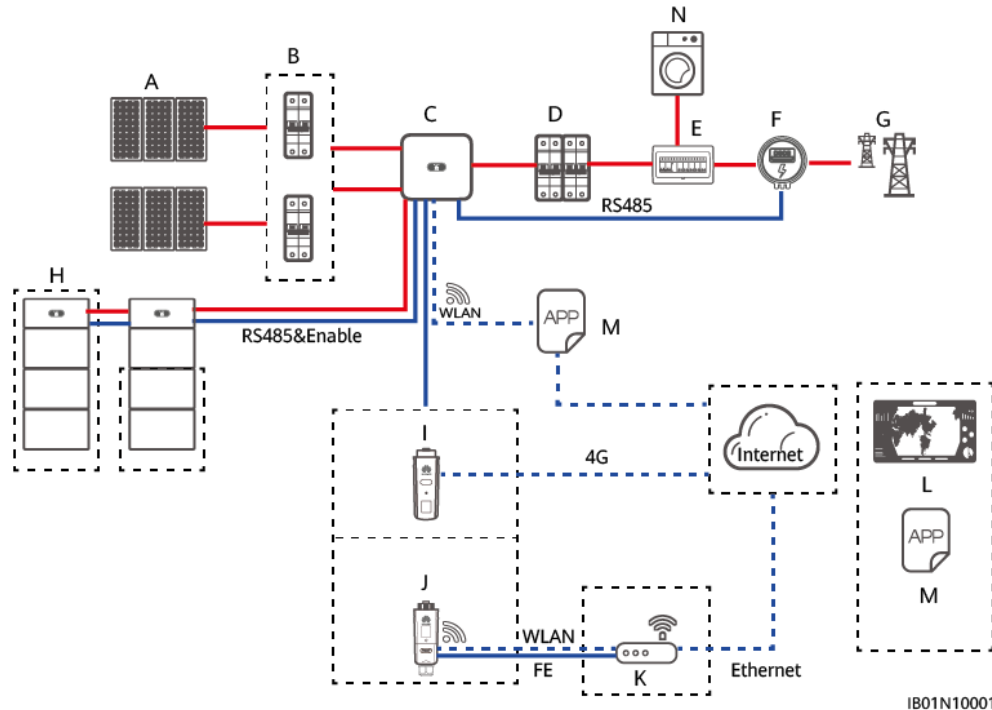 N
B
A
C
D
E
F
G
RS485
H
WLAN
APP
M
RS485&Enable
I
4G
Internet
L
APP
M
J
WLAN
FE
K
Ethernet
IB01N10001